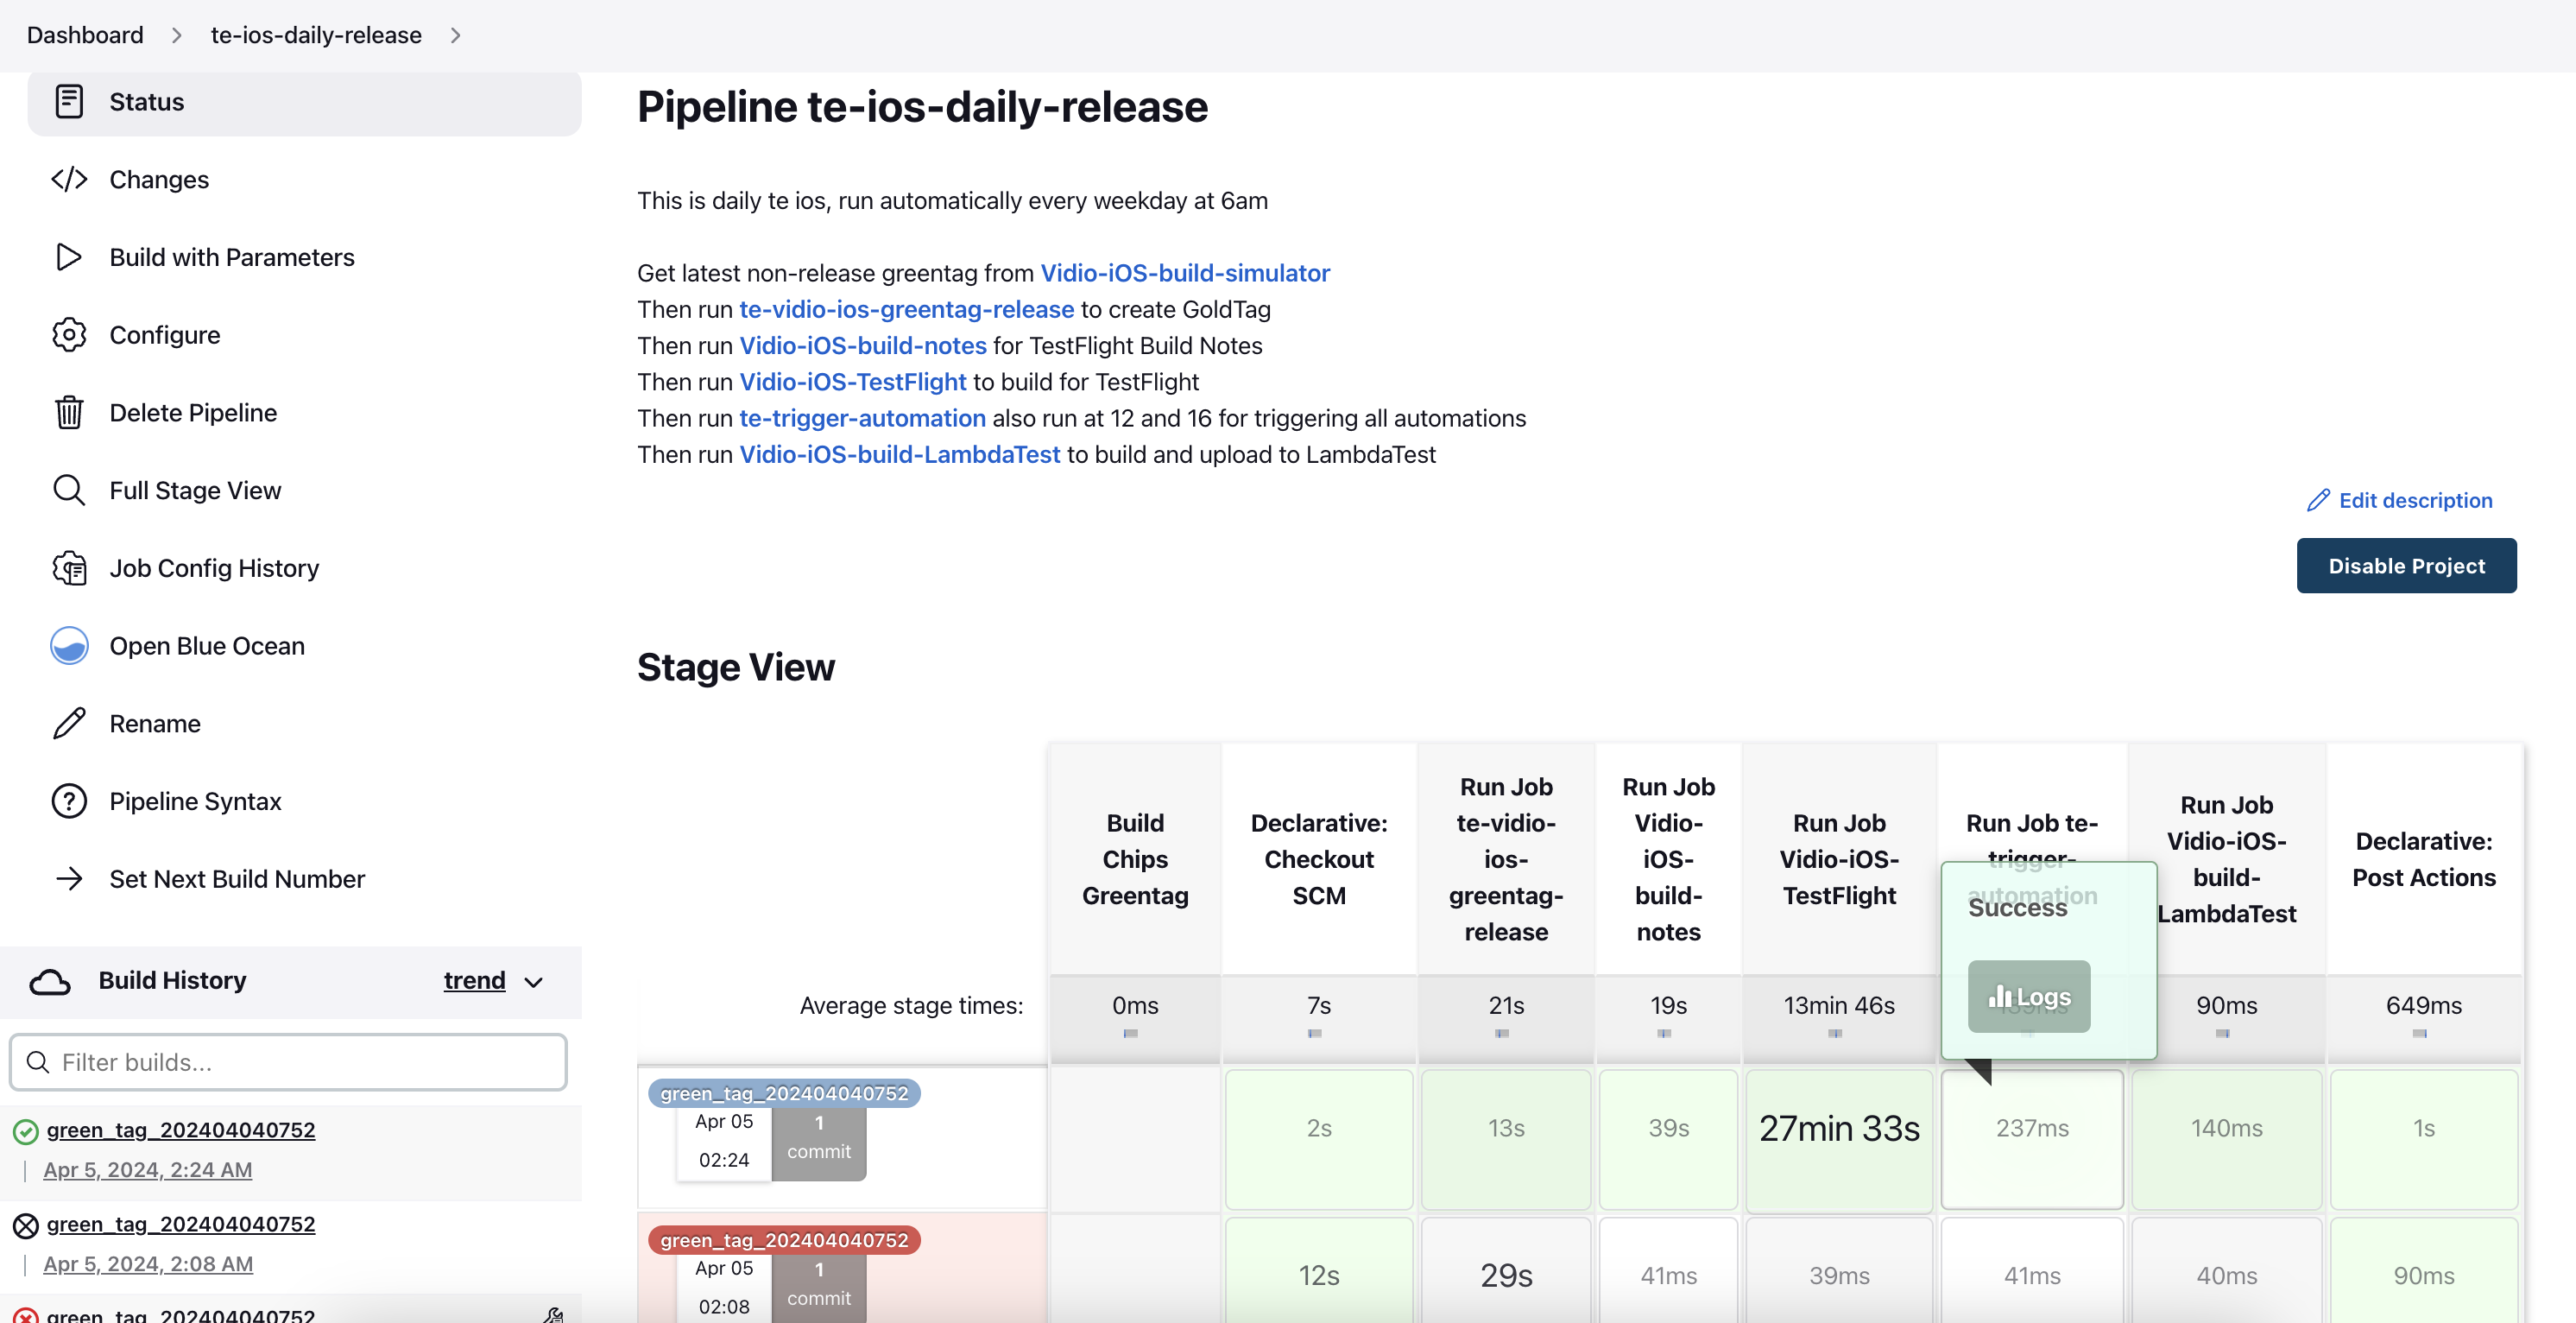 Dashboard
te-ios-daily-release
Status
Changes
Build with Parameters
Configure
Delete Pipeline
Full Stage View
Job Config History
Open Blue Ocean
Rename
Pipeline Syntax
Set Next Build Number
Build History
trend
Filter builds...
green_tag_202404040752
Apr 5, 2024, 2:24 AM
green_tag_202404040752
Apr 5, 2024, 2:08 AM
green_tag_202404040752
Pipeline te-ios-daily-release
This is daily te ios, run automatically every weekday at 6am
Get latest non-release greentag from Vidio-iOS-build-simulator
Then run te-vidio-ios-greentag-release to create GoldTag
Then run Vidio-iOS-build-notes for TestFlight Build Notes
Then run Vidio-iOS-TestFlight to build for TestFlight
Then run te-trigger-automation also run at 12 and 16 for triggering all automations
Then run Vidio-iOS-build-LambdaTest to build and upload to LambdaTest
Edit description
Disable Project
Stage View
Build
Chips
Greentag
Declarative:
Checkout
SCM
Run Job
te-vidio-
ios-
greentag-
release
Run Job
Vidio-
iOS-
build-
notes
Run Job
Vidio-iOS-
TestFlight
Run Job te-
trigger-
automation
Run Job
Vidio-iOS-
build-
LambdaTest
Declarative:
Post Actions
Success
Logs
Average stage times:
0ms
7s
21s
19s
13min 46s
90ms
649ms
green_tag_202404040752
Apr 05
02:24
1
commit
2s
13s
39s
27min 33s
237ms
140ms
1s
green_tag_202404040752
Apr 05
02:08
1
commit
12s
29s
41ms
39ms
41ms
40ms
90ms